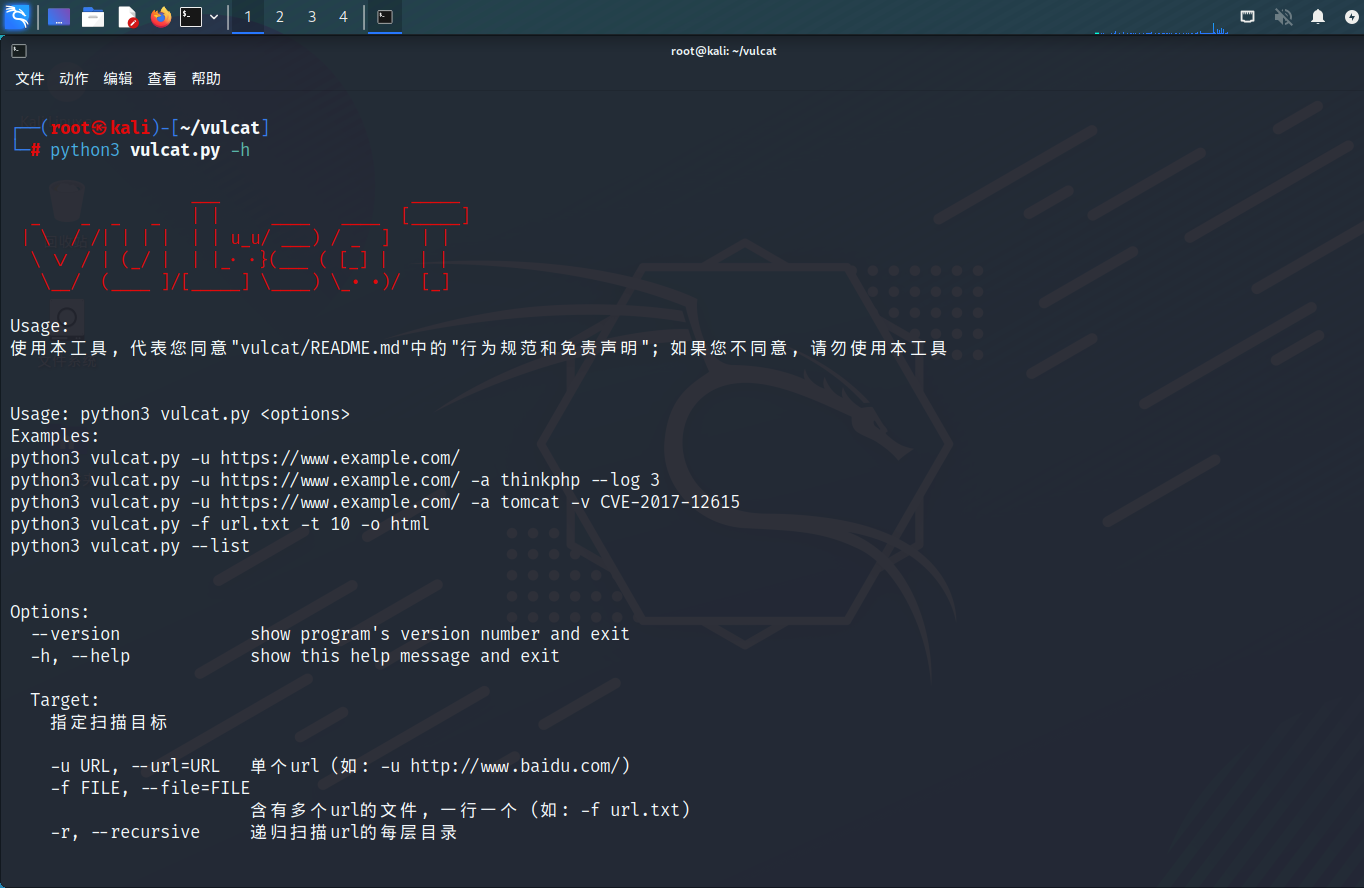 1 2 3 4
root@kali: ~/vulcat
文件 动作 编辑 查看 帮助
┌──(root㉿kali)-[~/vulcat]
└─# python3 vulcat.py -h
Usage:
使用本工具, 代表您同意"vulcat/README.md"中的"行为规范和免责声明"; 如果您不同意, 请勿使用本工具
Usage: python3 vulcat.py <options>
Examples:
python3 vulcat.py -u https://www.example.com/
python3 vulcat.py -u https://www.example.com/ -a thinkphp --log 3
python3 vulcat.py -u https://www.example.com/ -a tomcat -v CVE-2017-12615
python3 vulcat.py -f url.txt -t 10 -o html
python3 vulcat.py --list
Options:
--version show program's version number and exit
-h, --help show this help message and exit
Target:
指定扫描目标
-u URL, --url=URL 单个url (如: -u http://www.baidu.com/)
-f FILE, --file=FILE
含有多个url的文件, 一行一个 (如: -f url.txt)
-r, --recursive 递归扫描url的每层目录